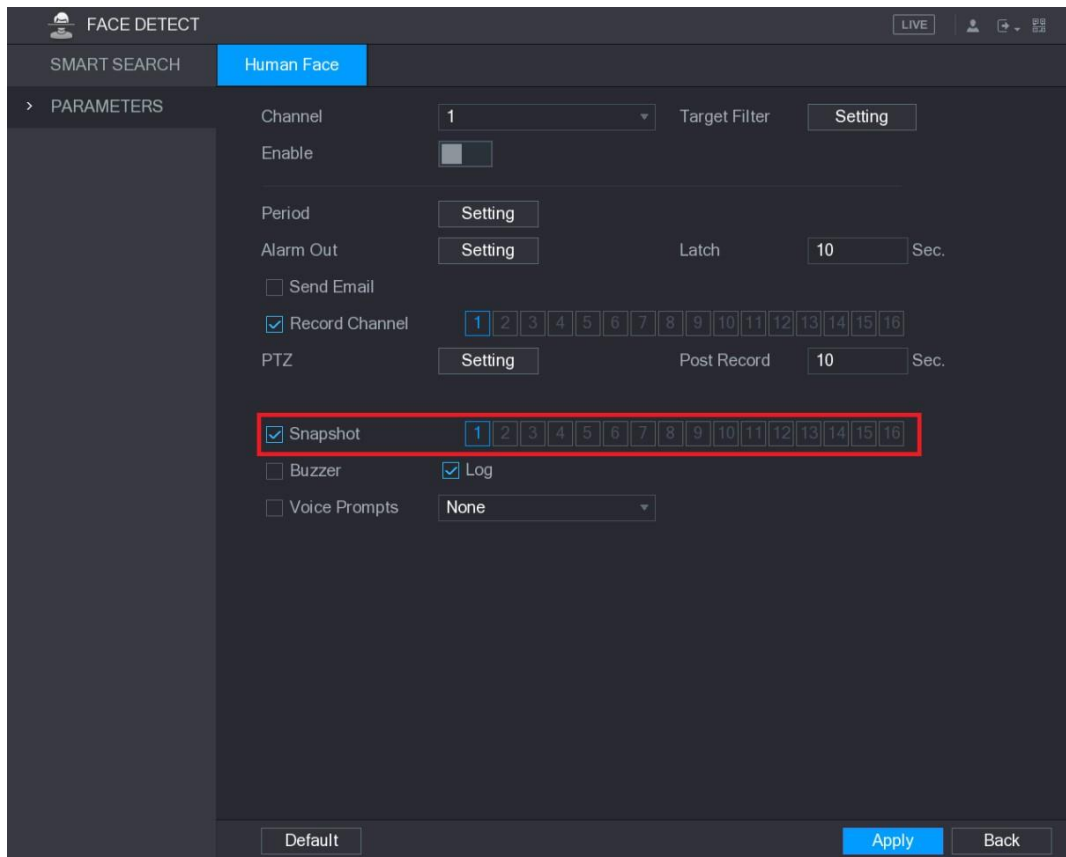 FACE DETECT LIVE
SMART SEARCH Human Face
> PARAMETERS
Channel 1 Target Filter Setting
Enable
Period Setting
Alarm Out Setting Latch 10 Sec.
Send Email
Record Channel 1 2 3 4 5 6 7 8 9 10 11 12 13 14 15 16
PTZ Setting Post Record 10 Sec.
Snapshot 1 2 3 4 5 6 7 8 9 10 11 12 13 14 15 16
Buzzer Log
Voice Prompts None
Default Apply Back